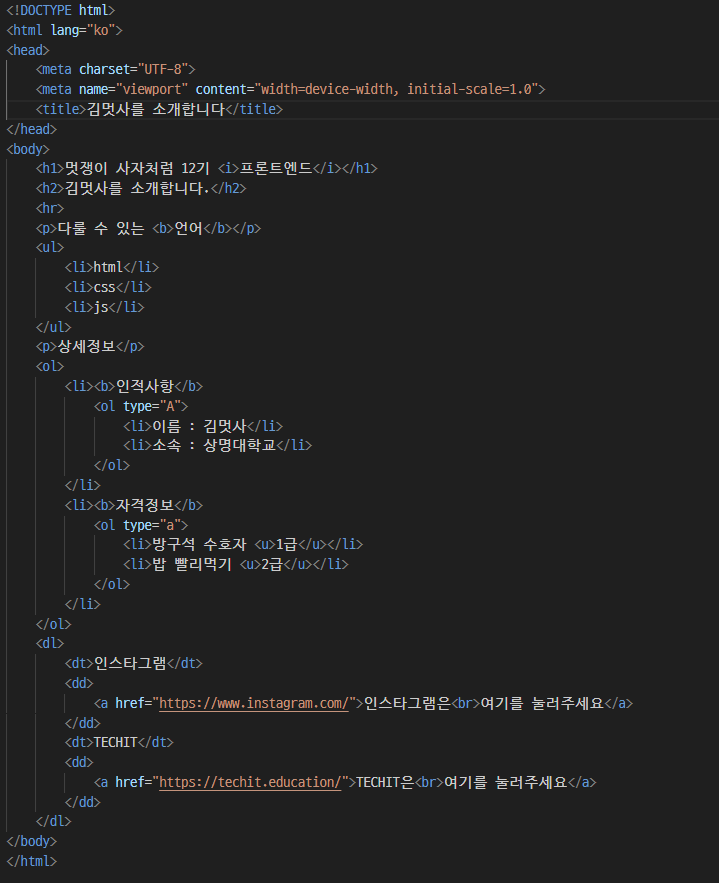 <!DOCTYPE html>
<html lang="ko">
<head>
    <meta charset="UTF-8">
    <meta name="viewport" content="width=device-width, initial-scale=1.0">
    <title>김멋사를 소개합니다</title>
</head>
<body>
    <h1>멋쟁이 사자처럼 12기 <i>프론트엔드</i></h1>
    <h2>김멋사를 소개합니다.</h2>
    <hr>
    <p>다룰 수 있는 <b>언어</b></p>
    <ul>
        <li>html</li>
        <li>css</li>
        <li>js</li>
    </ul>
    <p>상세정보</p>
    <ol>
        <li><b>인적사항</b>
            <ol type="A">
                <li>이름 : 김멋사</li>
                <li>소속 : 상명대학교</li>
            </ol>
        </li>
        <li><b>자격정보</b>
            <ol type="a">
                <li>방구석 수호자 <u>1급</u></li>
                <li>밥 빨리먹기 <u>2급</u></li>
            </ol>
        </li>
    </ol>
    <dl>
        <dt>인스타그램</dt>
        <dd>
            <a href="https://www.instagram.com/">인스타그램은<br>여기를 눌러주세요</a>
        </dd>
        <dt>TECHIT</dt>
        <dd>
            <a href="https://techit.education/">TECHIT은<br>여기를 눌러주세요</a>
        </dd>
    </dl>
</body>
</html>